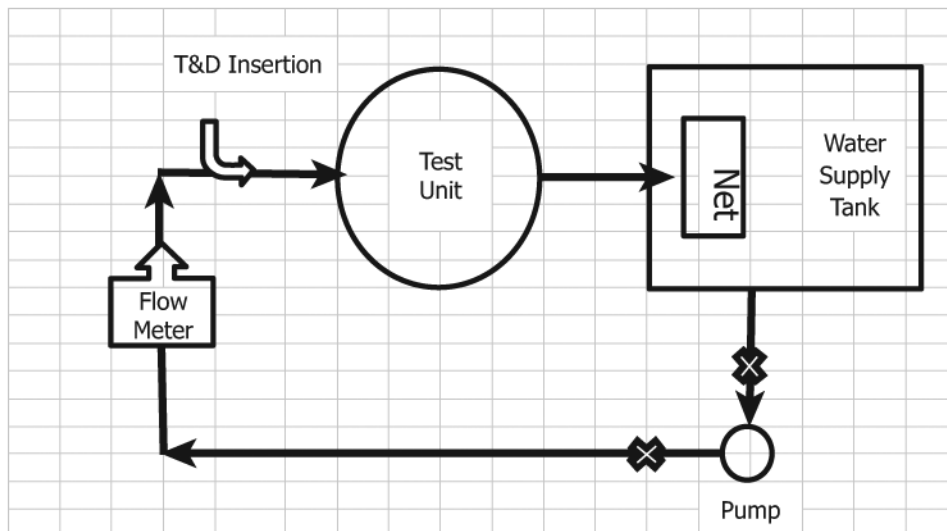 T&D Insertion
Test
Unit
Net
Water
Supply
Tank
Flow
Meter
Pump